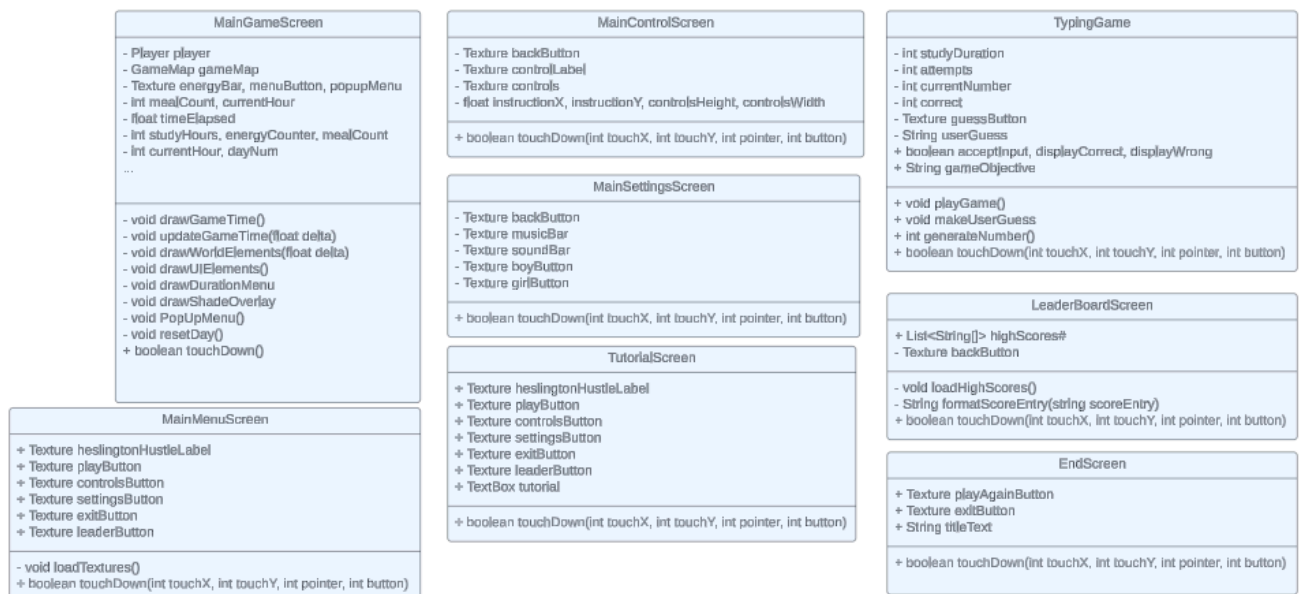 MainGameScreen
- Player player
- GameMap gameMap
- Texture energyBar, menuButton, popupMenu
- int mealCount, currentHour
- float timeElapsed
- int studyHours, energyCounter, mealCount
- int currentHour, dayNum
...
- void drawGameTime()
- void updateGameTime(float delta)
- void drawWorldElements(float delta)
- void drawUIElements()
- void drawDurationMenu
- void drawShadeOverlay
- void PopUpMenu()
- void resetDay()
+ boolean touchDown()
MainMenuScreen
+ Texture heslingtonHustleLabel
+ Texture playButton
+ Texture controlsButton
+ Texture settingsButton
+ Texture exitButton
+ Texture leaderButton
- void loadTextures()
+ boolean touchDown(int touchX, int touchY, int pointer, int button)
MainControlScreen
- Texture backButton
- Texture controlLabel
- Texture controls
- float instructionX, instructionY, controlsHeight, controlsWidth
+ boolean touchDown(int touchX, int touchY, int pointer, int button)
MainSettingsScreen
- Texture backButton
- Texture musicBar
- Texture soundBar
- Texture boyButton
- Texture girlButton
+ boolean touchDown(int touchX, int touchY, int pointer, int button)
TutorialScreen
+ Texture heslingtonHustleLabel
+ Texture playButton
+ Texture controlsButton
+ Texture settingsButton
+ Texture exitButton
+ Texture leaderButton
+ TextBox tutorial
+ boolean touchDown(int touchX, int touchY, int pointer, int button)
TypingGame
- int studyDuration
- int attempts
- int currentNumber
- int correct
- Texture guessButton
- String userGuess
+ boolean acceptInput, displayCorrect, displayWrong
+ String gameObjective
+ void playGame()
+ void makeUserGuess
+ int generateNumber()
+ boolean touchDown(int touchX, int touchY, int pointer, int button)
LeaderBoardScreen
+ List<String[]> highScores#
- Texture backButton
- void loadHighScores()
- String formatScoreEntry(string scoreEntry)
+ boolean touchDown(int touchX, int touchY, int pointer, int button)
EndScreen
+ Texture playAgainButton
+ Texture exitButton
+ String titleText
+ boolean touchDown(int touchX, int touchY, int pointer, int button)